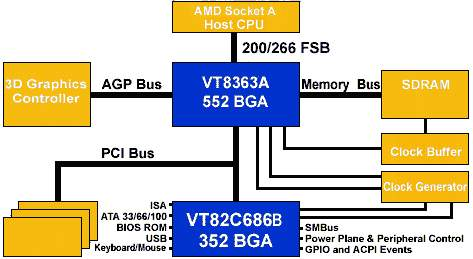 AMD Socket A
Host CPU
200/266 FSB
3D Graphics
Controller
AGP Bus
VT8363A
552 BGA
Memory Bus
SDRAM
Clock Buffer
PCI Bus
Clock Generator
ISA
ATA 33/66/100
BIOS ROM
USB
Keyboard/Mouse
VT82C686B
352 BGA
SMBus
Power Plane & Peripheral Control
GPIO and ACPI Events